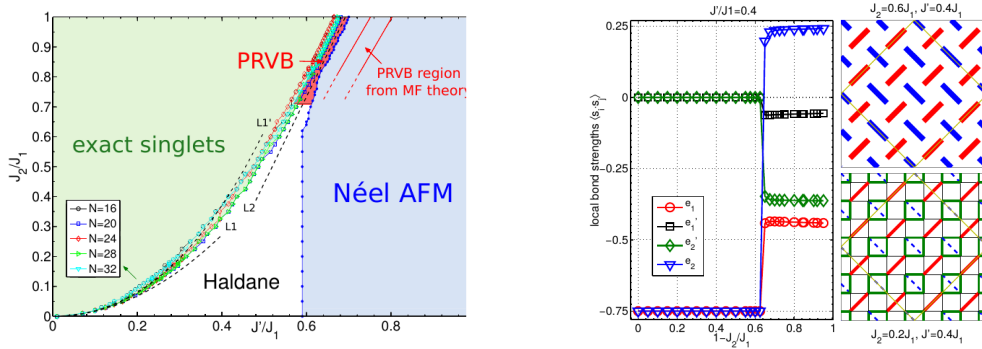 1
0.9
0.8
0.7
0.6
0.5
0.4
0.3
0.2
0.1
0
J2/J1
0
0.2
0.4
0.6
0.8
J'/J1
PRVB
PRVB region
from MF theory
exact singlets
L1'
L2
L1
Néel AFM
Haldane
N=16
N=20
N=24
N=28
N=32
J'/J1=0.4
0.25
0
−0.25
−0.5
−0.75
local bond strengths ⟨si sj⟩
e1
e1'
e2'
e2
0
0.2
0.4
0.6
0.8
1
1−J2/J1
J2=0.6J1, J'=0.4J1
J2=0.2J1, J'=0.4J1